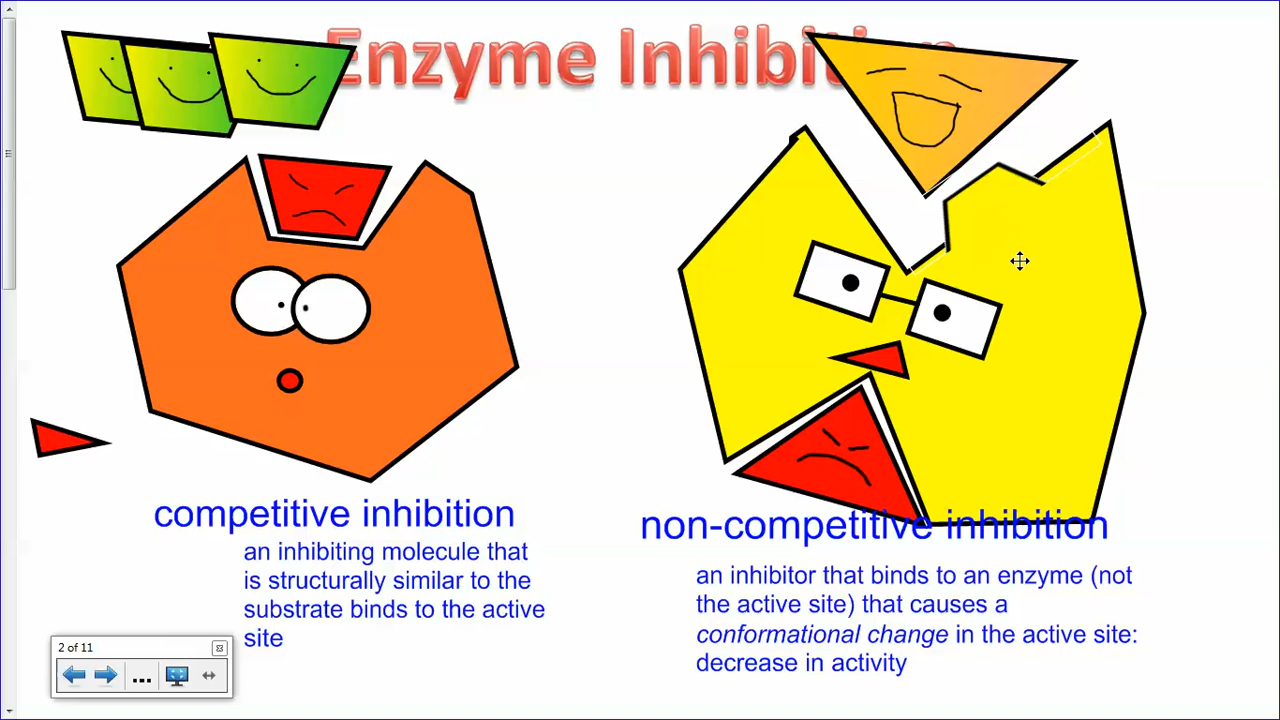 Enzyme Inhibition
competitive inhibition
an inhibiting molecule that
is structurally similar to the
substrate binds to the active
site
non-competitive inhibition
an inhibitor that binds to an enzyme (not
the active site) that causes a
conformational change in the active site:
decrease in activity
2 of 11
...